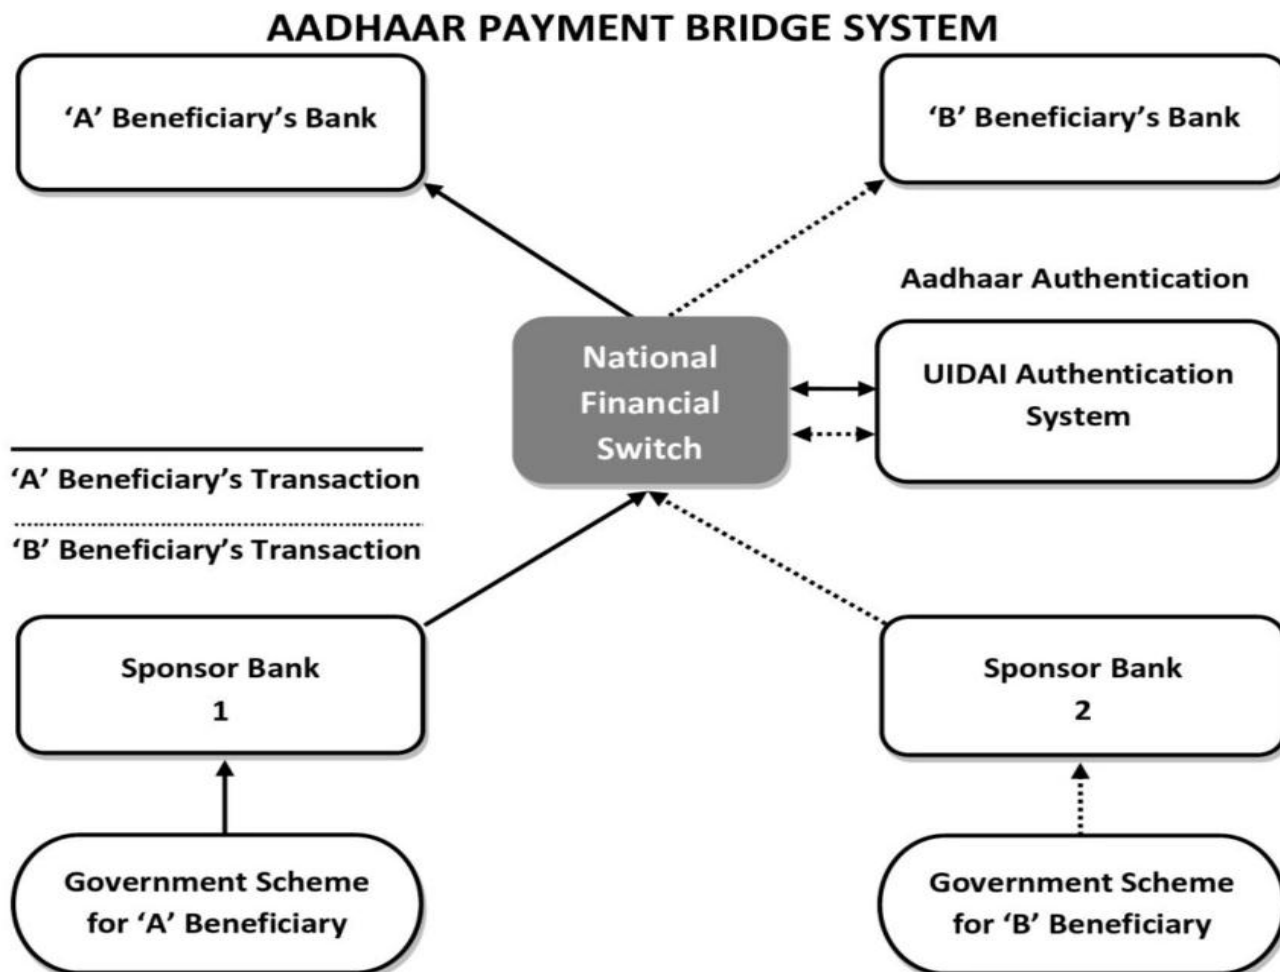 AADHAAR PAYMENT BRIDGE SYSTEM
‘A’ Beneficiary’s Bank
‘B’ Beneficiary’s Bank
Aadhaar Authentication
National
Financial
Switch
UIDAI Authentication
System
‘A’ Beneficiary’s Transaction
‘B’ Beneficiary’s Transaction
Sponsor Bank
1
Sponsor Bank
2
Government Scheme
for ‘A’ Beneficiary
Government Scheme
for ‘B’ Beneficiary